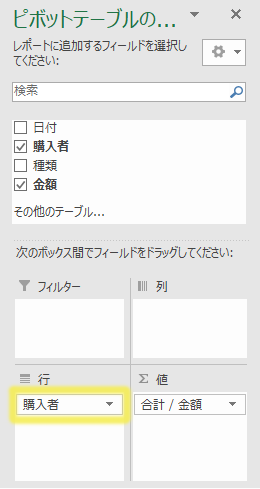 ピボットテーブルの...
レポートに追加するフィールドを選択し
てください:
検索
日付
購入者
種類
金額
その他のテーブル...
次のボックス間でフィールドをドラッグしてください:
フィルター
列
行
値
購入者
合計 / 金額